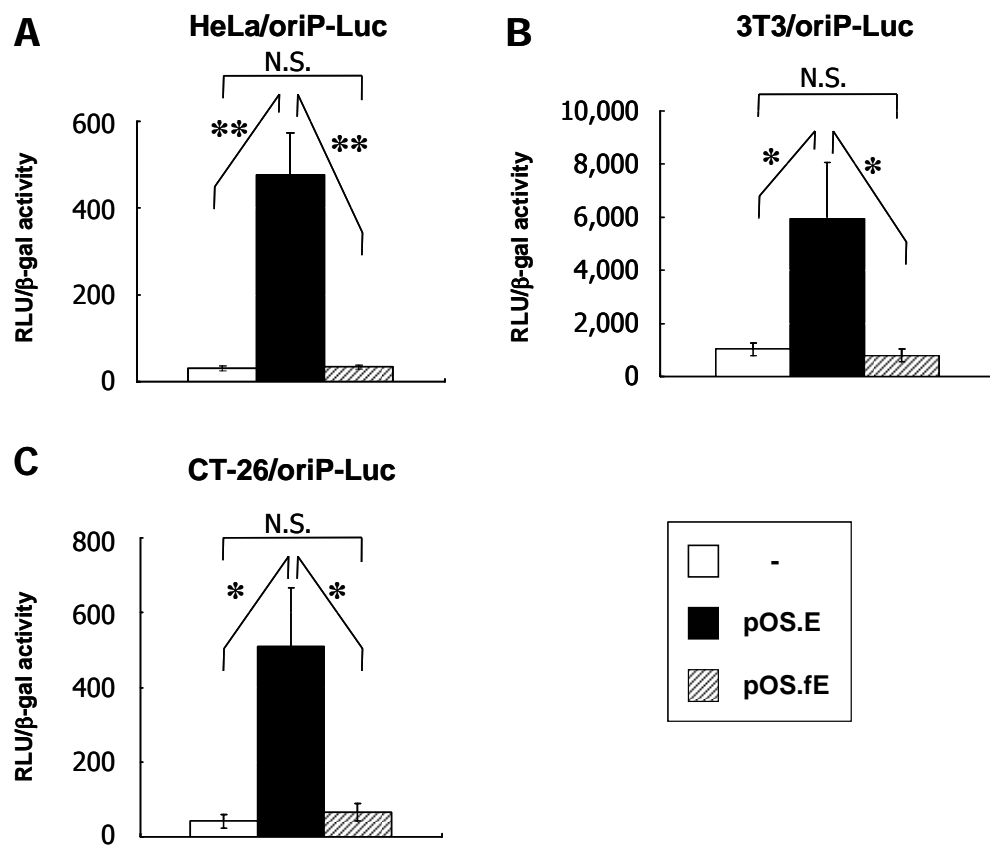 A
HeLa/oriP-Luc
N.S.
**
**
600
400
200
0
RLU/β-gal activity
B
3T3/oriP-Luc
N.S.
*
*
10,000
8,000
6,000
4,000
2,000
0
RLU/β-gal activity
C
CT-26/oriP-Luc
N.S.
*
*
800
600
400
200
0
RLU/β-gal activity
-
pOS.E
pOS.fE